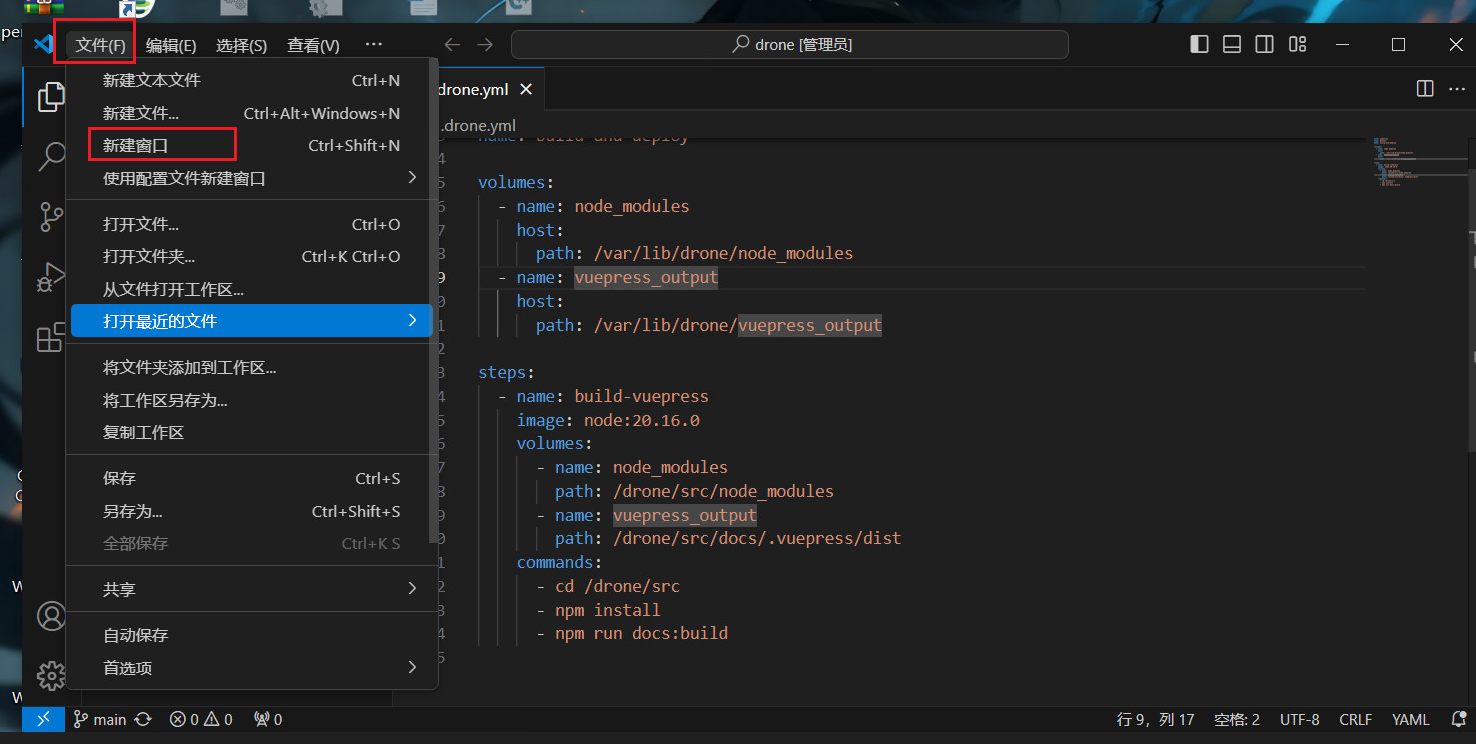 文件(F) 编辑(E) 选择(S) 查看(V) ···
drone [管理员]
新建文本文件 Ctrl+N
新建文件... Ctrl+Alt+Windows+N
新建窗口 Ctrl+Shift+N
使用配置文件新建窗口
打开文件... Ctrl+O
打开文件夹... Ctrl+K Ctrl+O
从文件打开工作区...
打开最近的文件
将文件夹添加到工作区...
将工作区另存为...
复制工作区
保存 Ctrl+S
另存为... Ctrl+Shift+S
全部保存 Ctrl+K S
共享
自动保存
首选项
drone.yml
.drone.yml
name: build-and-deploy
volumes:
- name: node_modules
host:
path: /var/lib/drone/node_modules
- name: vuepress_output
host:
path: /var/lib/drone/vuepress_output
steps:
- name: build-vuepress
image: node:20.16.0
volumes:
- name: node_modules
path: /drone/src/node_modules
- name: vuepress_output
path: /drone/src/docs/.vuepress/dist
commands:
- cd /drone/src
- npm install
- npm run docs:build
main 0 0 0
行 9，列 17 空格: 2 UTF-8 CRLF YAML